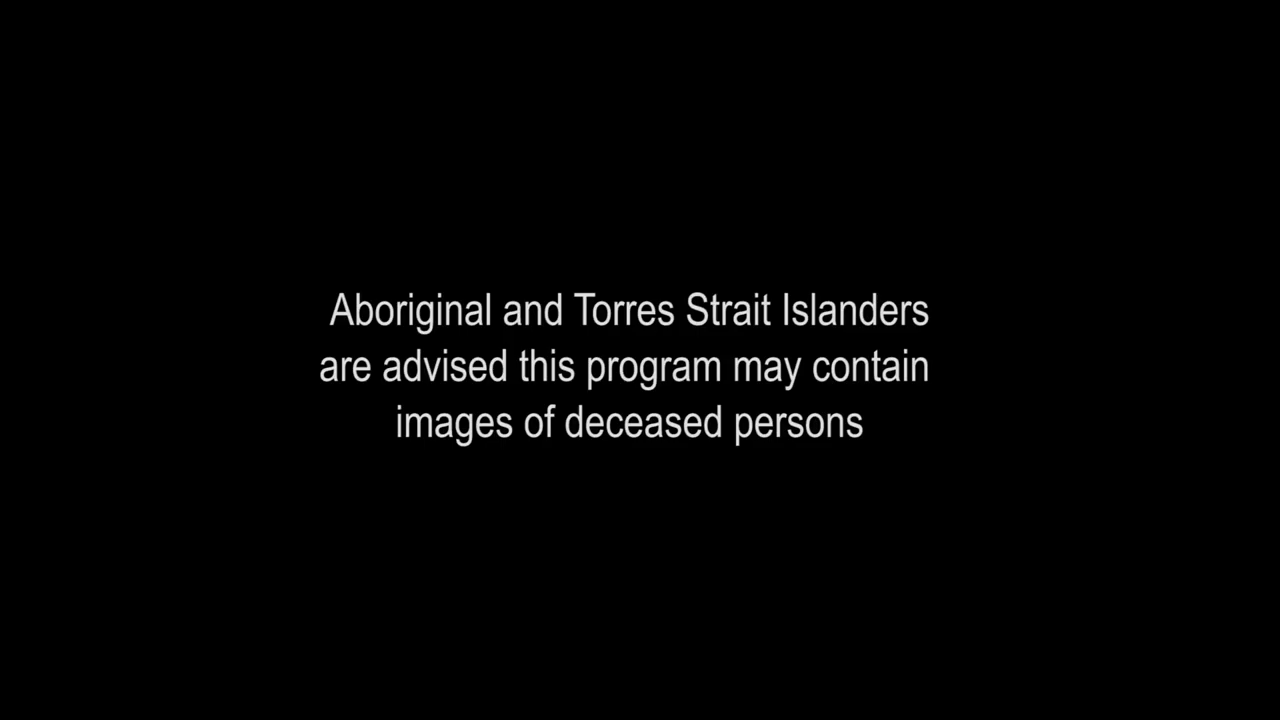 Aboriginal and Torres Strait Islanders
are advised this program may contain
images of deceased persons